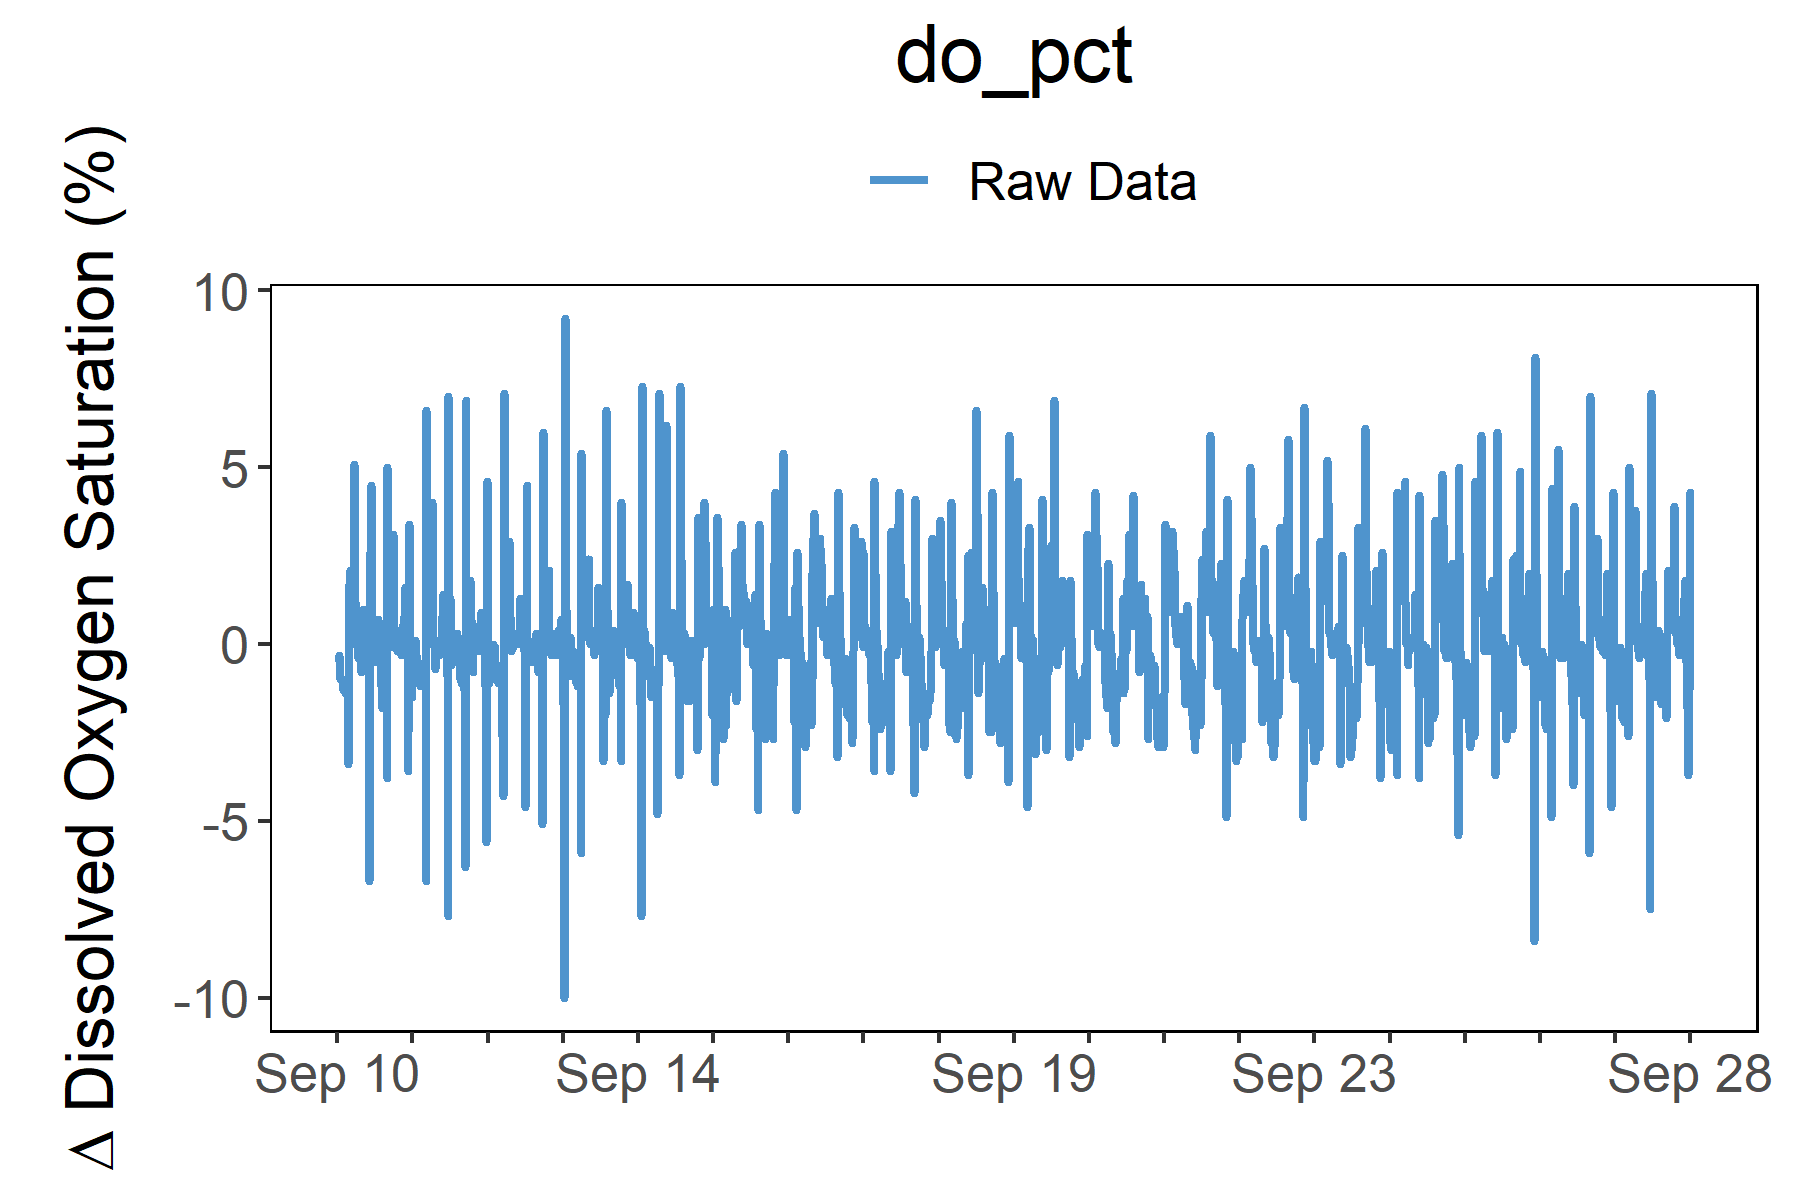 do_pct
Raw Data
Δ Dissolved Oxygen Saturation (%)
10
5
0
-5
-10
Sep 10 Sep 14 Sep 19 Sep 23 Sep 28